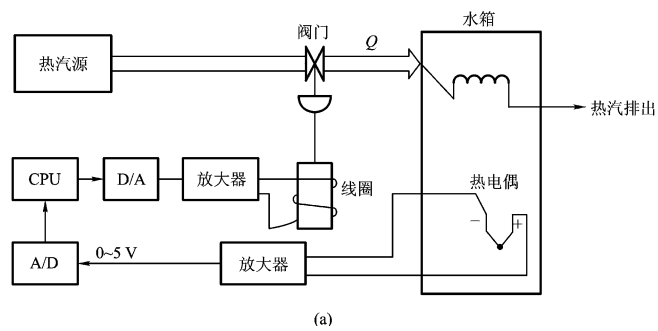 水箱
阀门
Q
热汽源
热汽排出
CPU
D/A
放大器
线圈
热电偶
- +
A/D
0~5 V
放大器
(a)